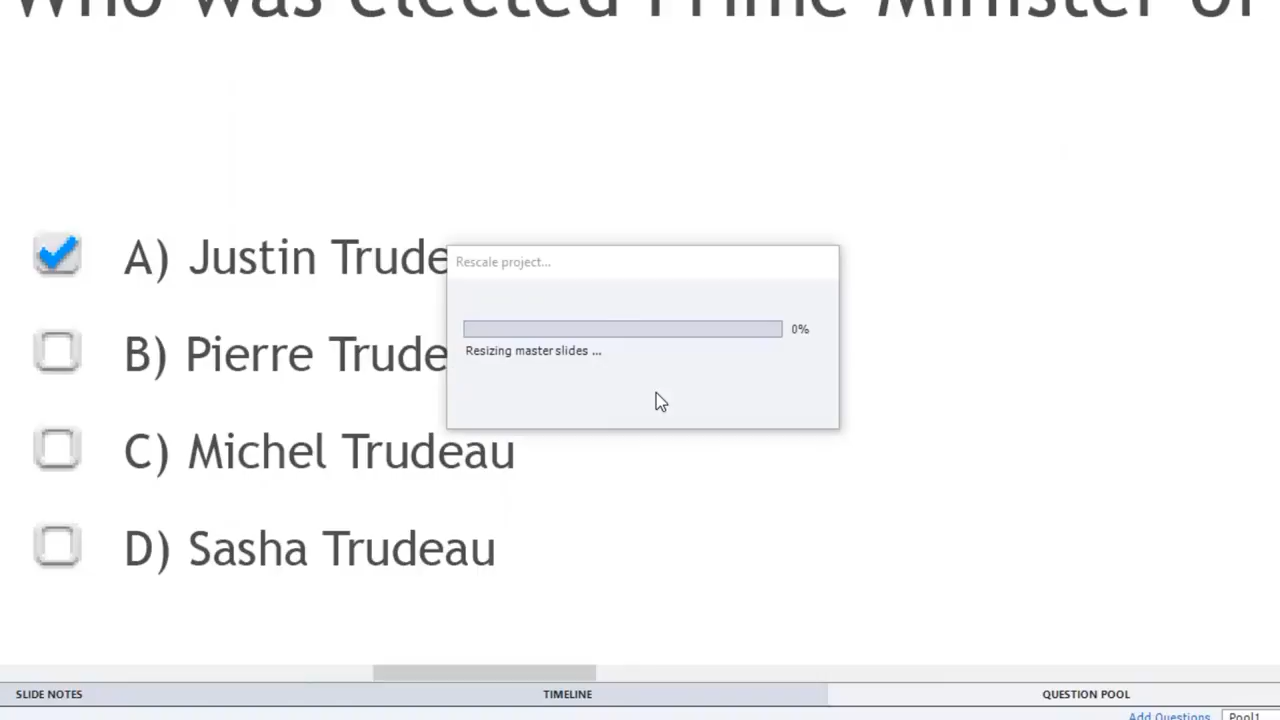 Who was elected Prime Minister of
A) Justin Trude
Rescale project...
0%
Resizing master slides ...
B) Pierre Trude
C) Michel Trudeau
D) Sasha Trudeau
SLIDE NOTES
TIMELINE
QUESTION POOL
Add Questions
Pool1